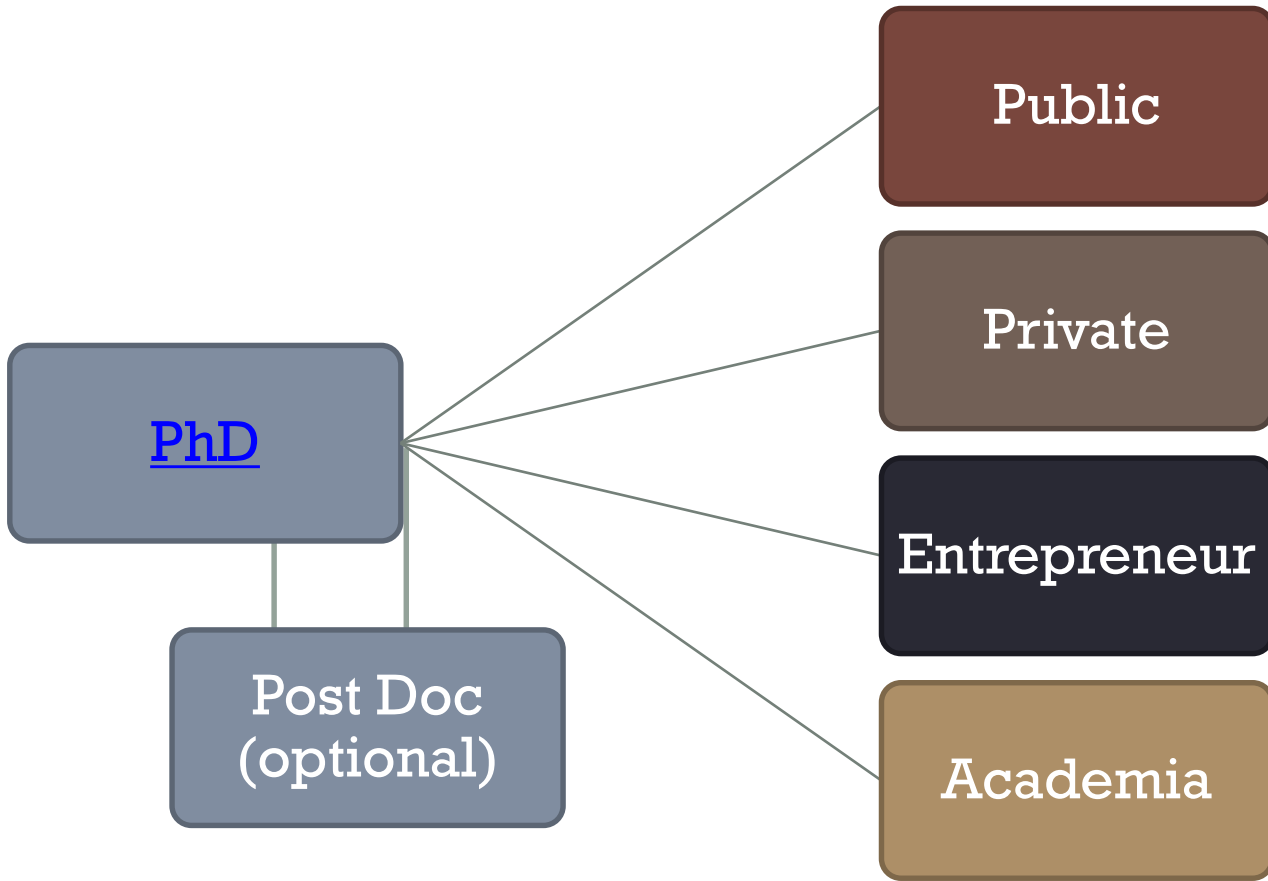 Public
Private
PhD
Entrepreneur
Post Doc
(optional)
Academia